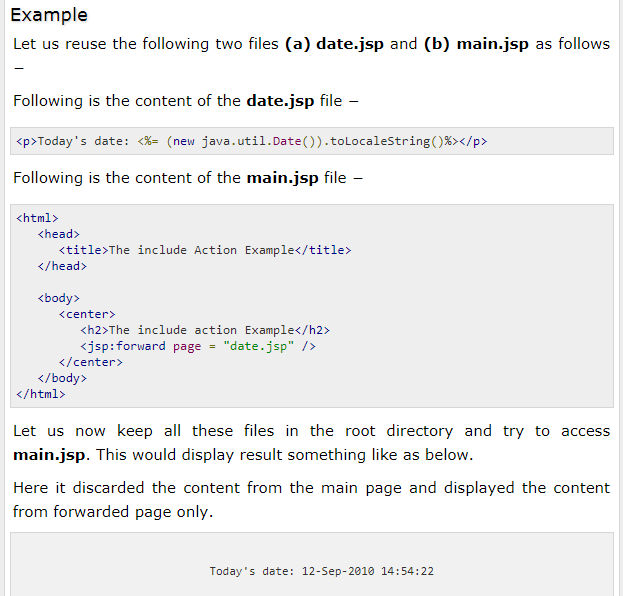 Example
Let us reuse the following two files (a) date.jsp and (b) main.jsp as follows
–
Following is the content of the date.jsp file –
<p>Today's date: <%= (new java.util.Date()).toLocaleString()%></p>
Following is the content of the main.jsp file –
<html>
   <head>
      <title>The include Action Example</title>
   </head>
   <body>
      <center>
         <h2>The include action Example</h2>
         <jsp:forward page = "date.jsp" />
      </center>
   </body>
</html>
Let us now keep all these files in the root directory and try to access
main.jsp. This would display result something like as below.
Here it discarded the content from the main page and displayed the content
from forwarded page only.
Today's date: 12-Sep-2010 14:54:22